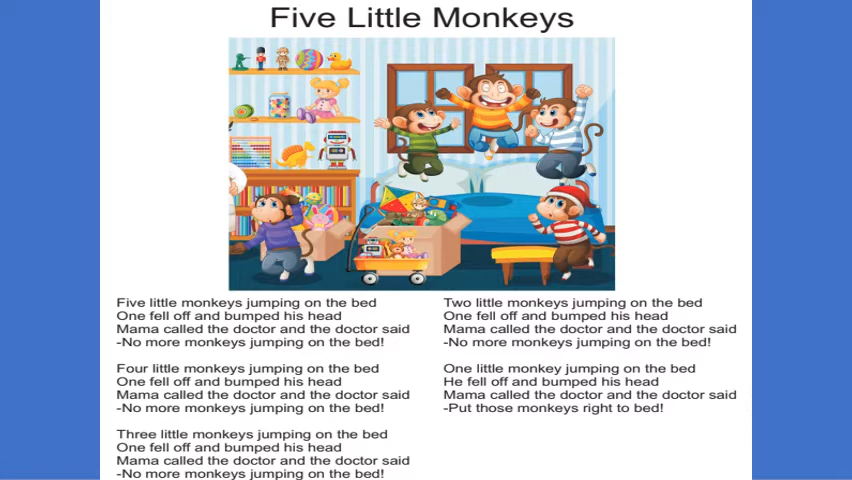 Five Little Monkeys
Five little monkeys jumping on the bed
One fell off and bumped his head
Mama called the doctor and the doctor said
-No more monkeys jumping on the bed!
Four little monkeys jumping on the bed
One fell off and bumped his head
Mama called the doctor and the doctor said
-No more monkeys jumping on the bed!
Three little monkeys jumping on the bed
One fell off and bumped his head
Mama called the doctor and the doctor said
-No more monkeys jumping on the bed!
Two little monkeys jumping on the bed
One fell off and bumped his head
Mama called the doctor and the doctor said
-No more monkeys jumping on the bed!
One little monkey jumping on the bed
He fell off and bumped his head
Mama called the doctor and the doctor said
-Put those monkeys right to bed!